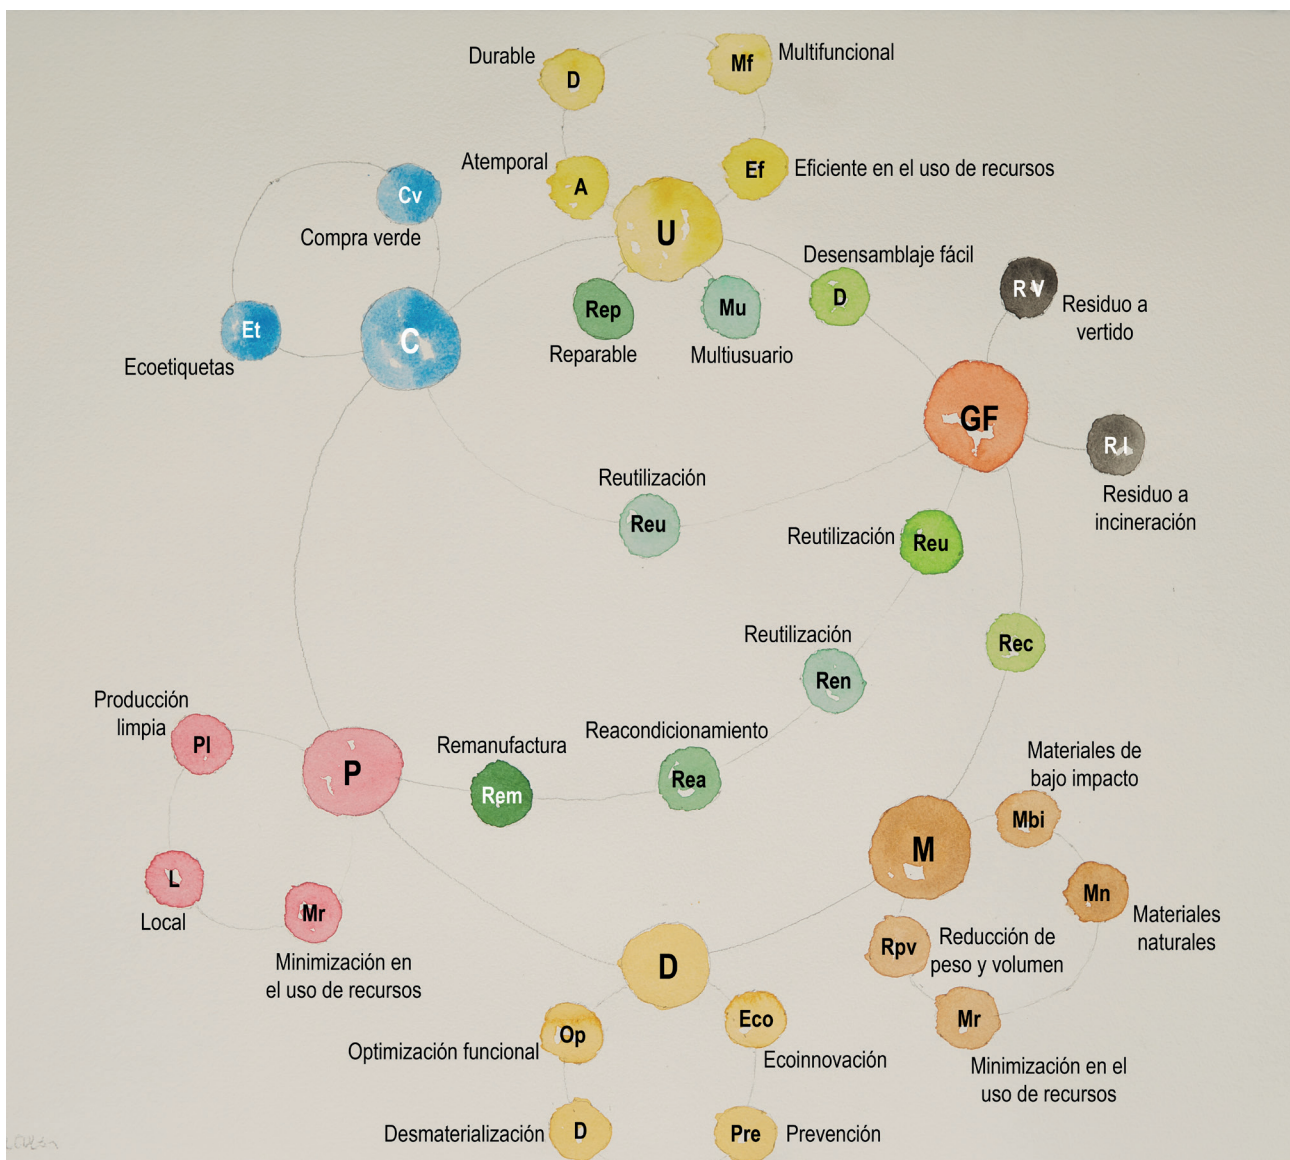 Durable
D
Mf
Multifuncional
Atemporal
A
Ef
Eficiente en el uso de recursos
Cv
Compra verde
U
Desensamblaje fácil
D
Rep
Reparable
Mu
Multiusuario
R V
Residuo a
vertido
Et
Ecoetiquetas
C
GF
R I
Residuo a
incineración
Reutilización
Reu
Reutilización
Reu
Reutilización
Ren
Rec
Producción
limpia
Pl
P
Remanufactura
Rem
Reacondicionamiento
Rea
Materiales de
bajo impacto
Mbi
M
Mn
Materiales
naturales
L
Local
Mr
Minimización en
el uso de recursos
D
Rpv
Reducción de
peso y volumen
Mr
Minimización en el
uso de recursos
Op
Optimización funcional
Eco
Ecoinnovación
Desmaterialización
D
Pre
Prevención